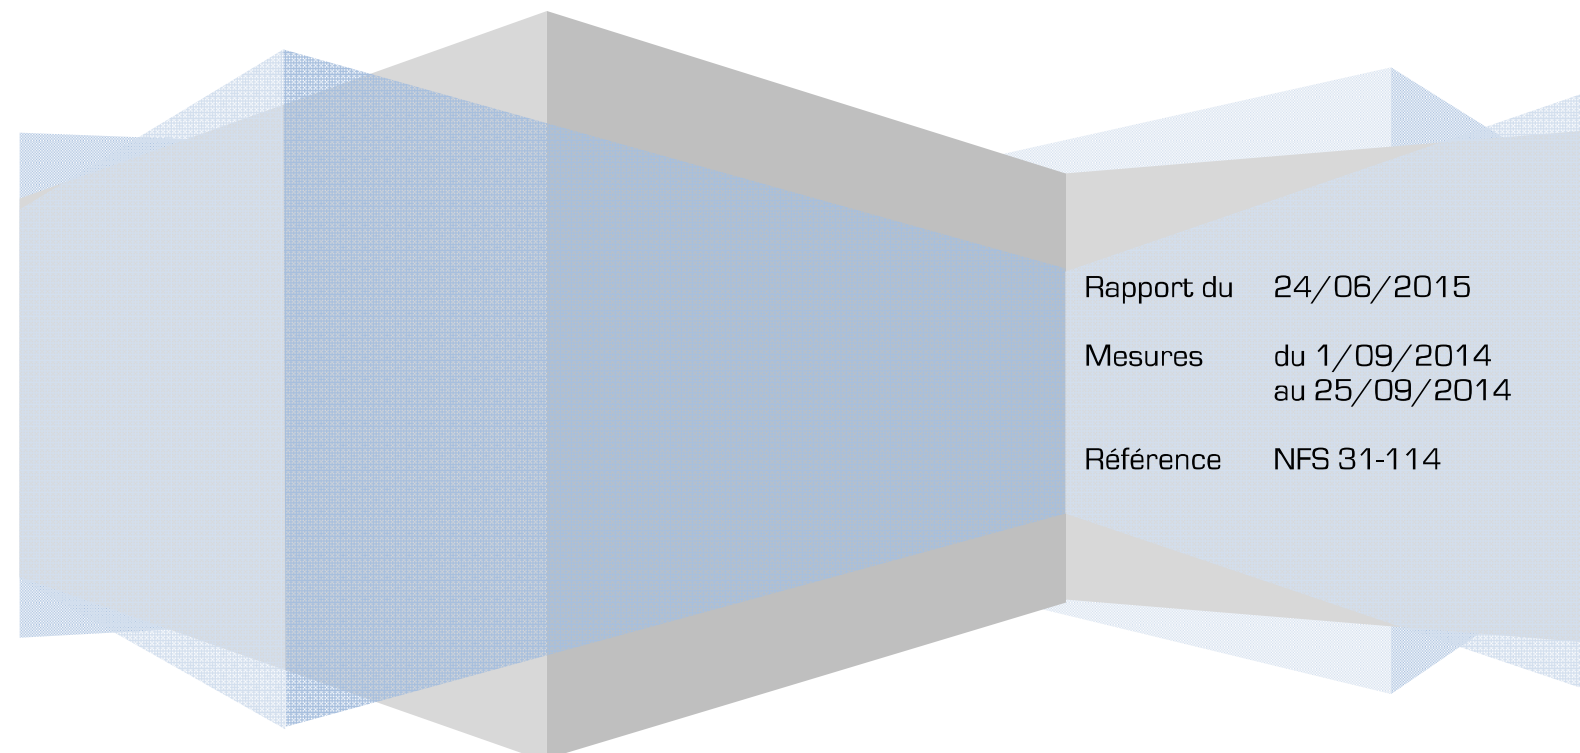 Rapport du 24/06/2015
Mesures du 1/09/2014
au 25/09/2014
Référence NFS 31-114